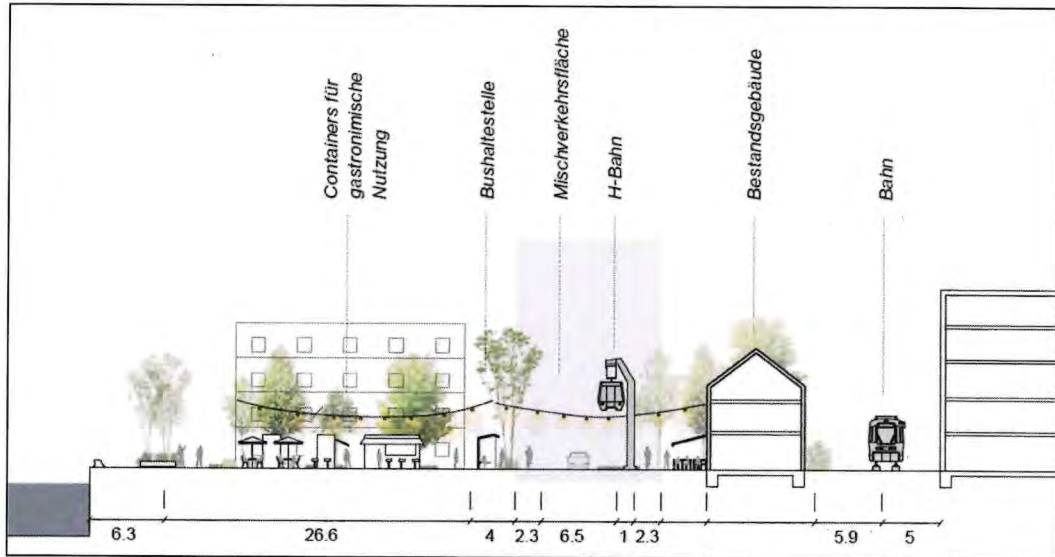 Containers für
gastronimische
Nutzung
Bushaltestelle
Mischverkehrsfläche
H-Bahn
Bestandsgebäude
Bahn
6.3 26.6 4 2.3 6.5 1 2.3 5.9 5